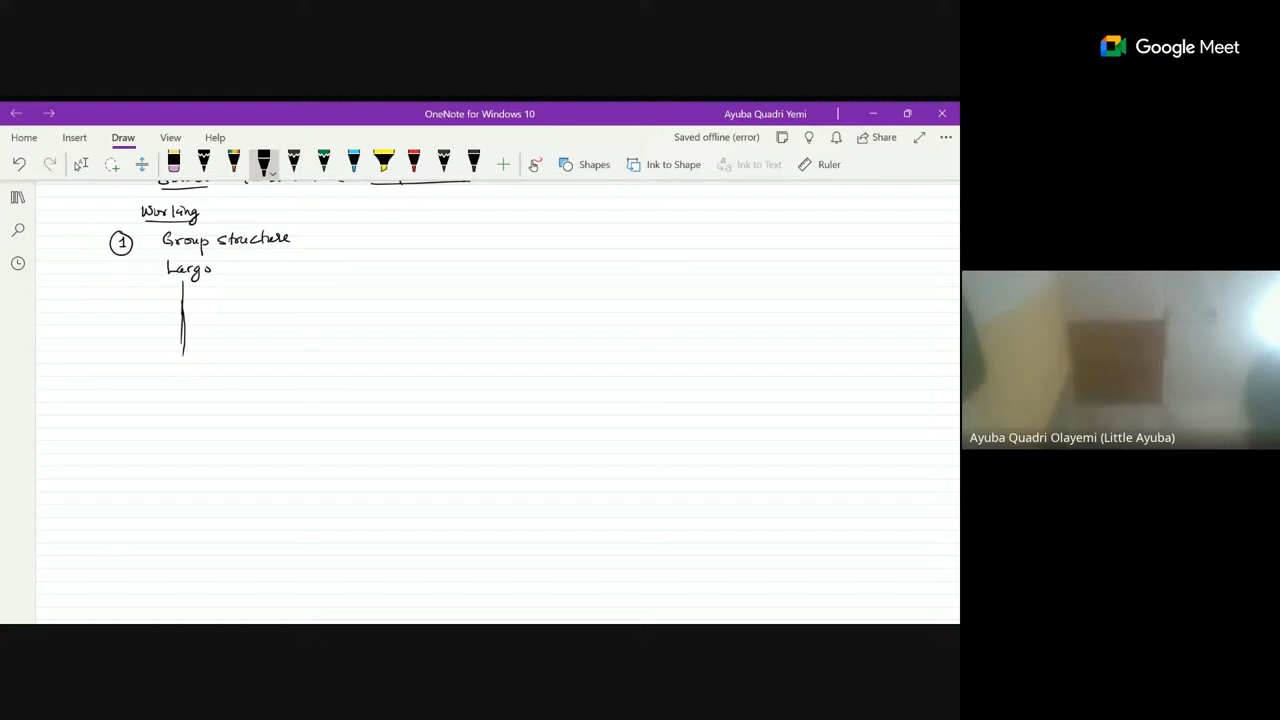 Google Meet
OneNote for Windows 10
Ayuba Quadri Yemi
Home Insert Draw View Help
Saved offline (error)
Share
Shapes
Ink to Shape
Ink to Text
Ruler
Working
1 Group structure
Largo
Ayuba Quadri Olayemi (Little Ayuba)